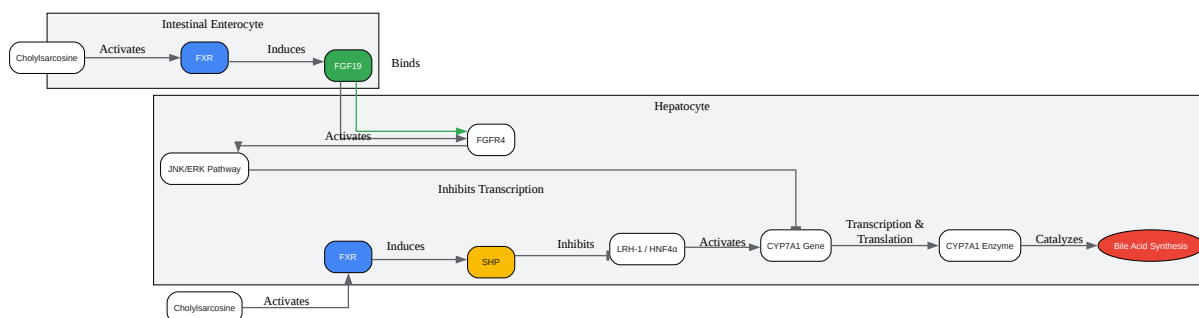 Intestinal Enterocyte
Cholylsarcosine
Activates
FXR
Induces
FGF19
Binds
Hepatocyte
Activates
FGFR4
JNK/ERK Pathway
Inhibits Transcription
FXR
Induces
SHP
Inhibits
LRH-1 / HNF4α
Activates
CYP7A1 Gene
Transcription &
Translation
CYP7A1 Enzyme
Catalyzes
Bile Acid Synthesis
Cholylsarcosine
Activates